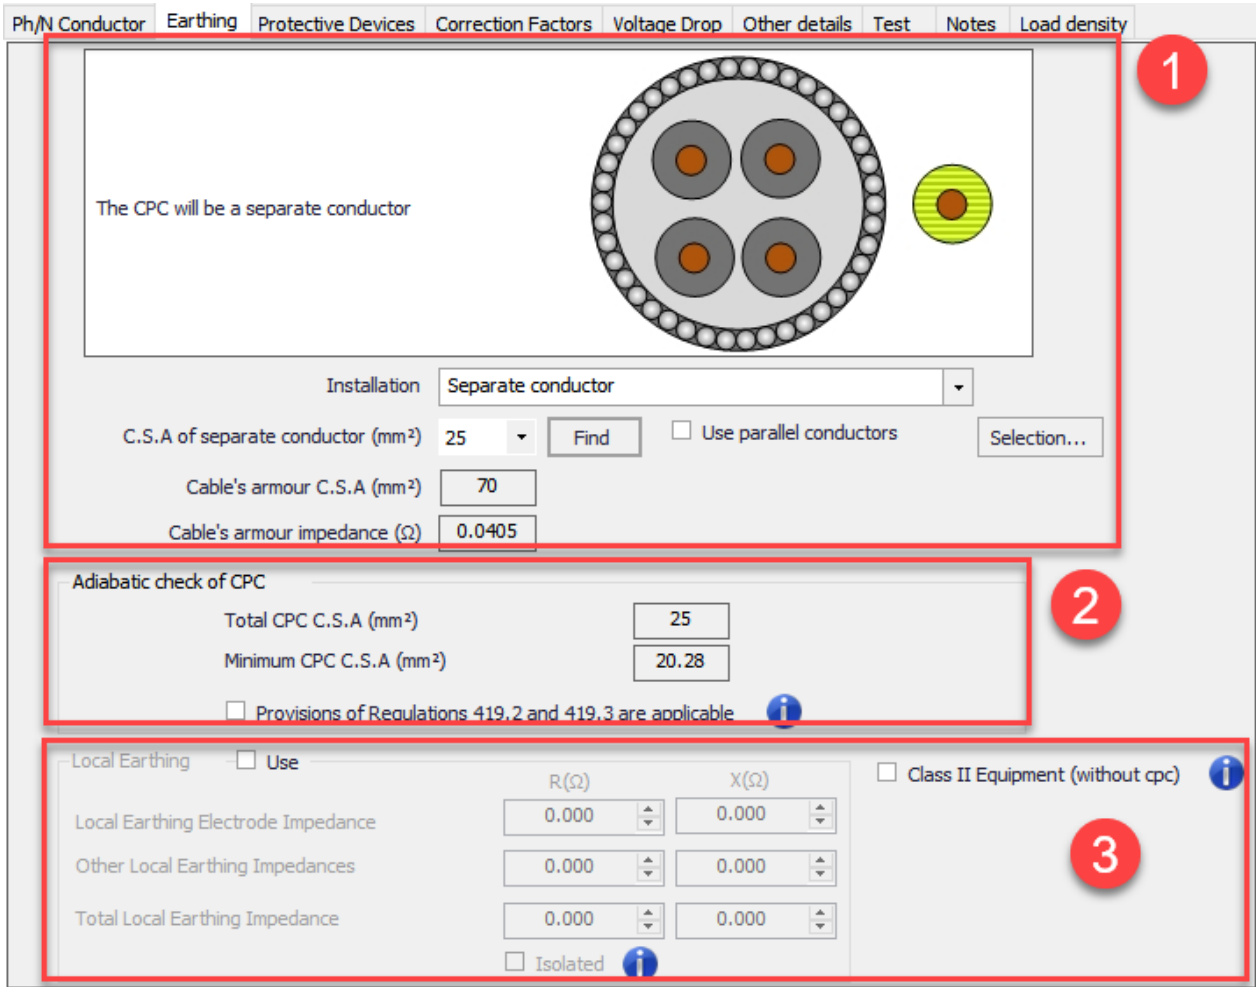 Ph/N Conductor Earthing Protective Devices Correction Factors Voltage Drop Other details Test Notes Load density
1
The CPC will be a separate conductor
Installation Separate conductor
C.S.A of separate conductor (mm²) 25 Find Use parallel conductors Selection...
Cable's armour C.S.A (mm²) 70
Cable's armour impedance (Ω) 0.0405
Adiabatic check of CPC
2
Total CPC C.S.A (mm²) 25
Minimum CPC C.S.A (mm²) 20.28
Provisions of Regulations 419.2 and 419.3 are applicable i
Local Earthing Use
R(Ω) X(Ω) Class II Equipment (without cpc) i
Local Earthing Electrode Impedance 0.000 0.000
3
Other Local Earthing Impedances 0.000 0.000
Total Local Earthing Impedance 0.000 0.000
Isolated i